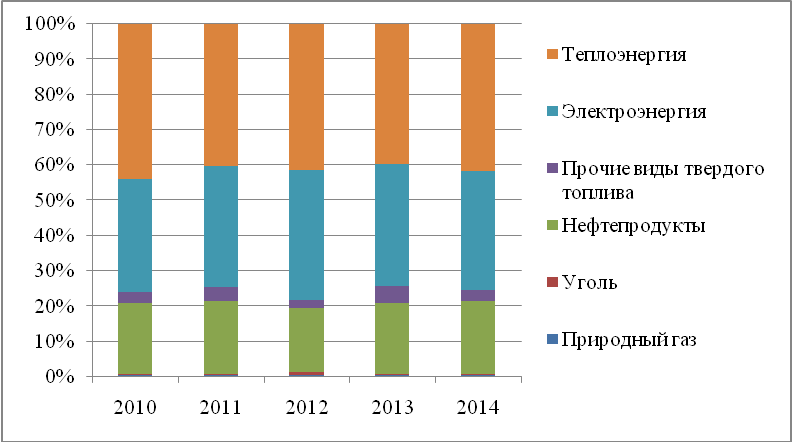 100%
90%
80%
70%
60%
50%
40%
30%
20%
10%
0%
2010 2011 2012 2013 2014
Теплоэнергия
Электроэнергия
Прочие виды твердого
топлива
Нефтепродукты
Уголь
Природный газ